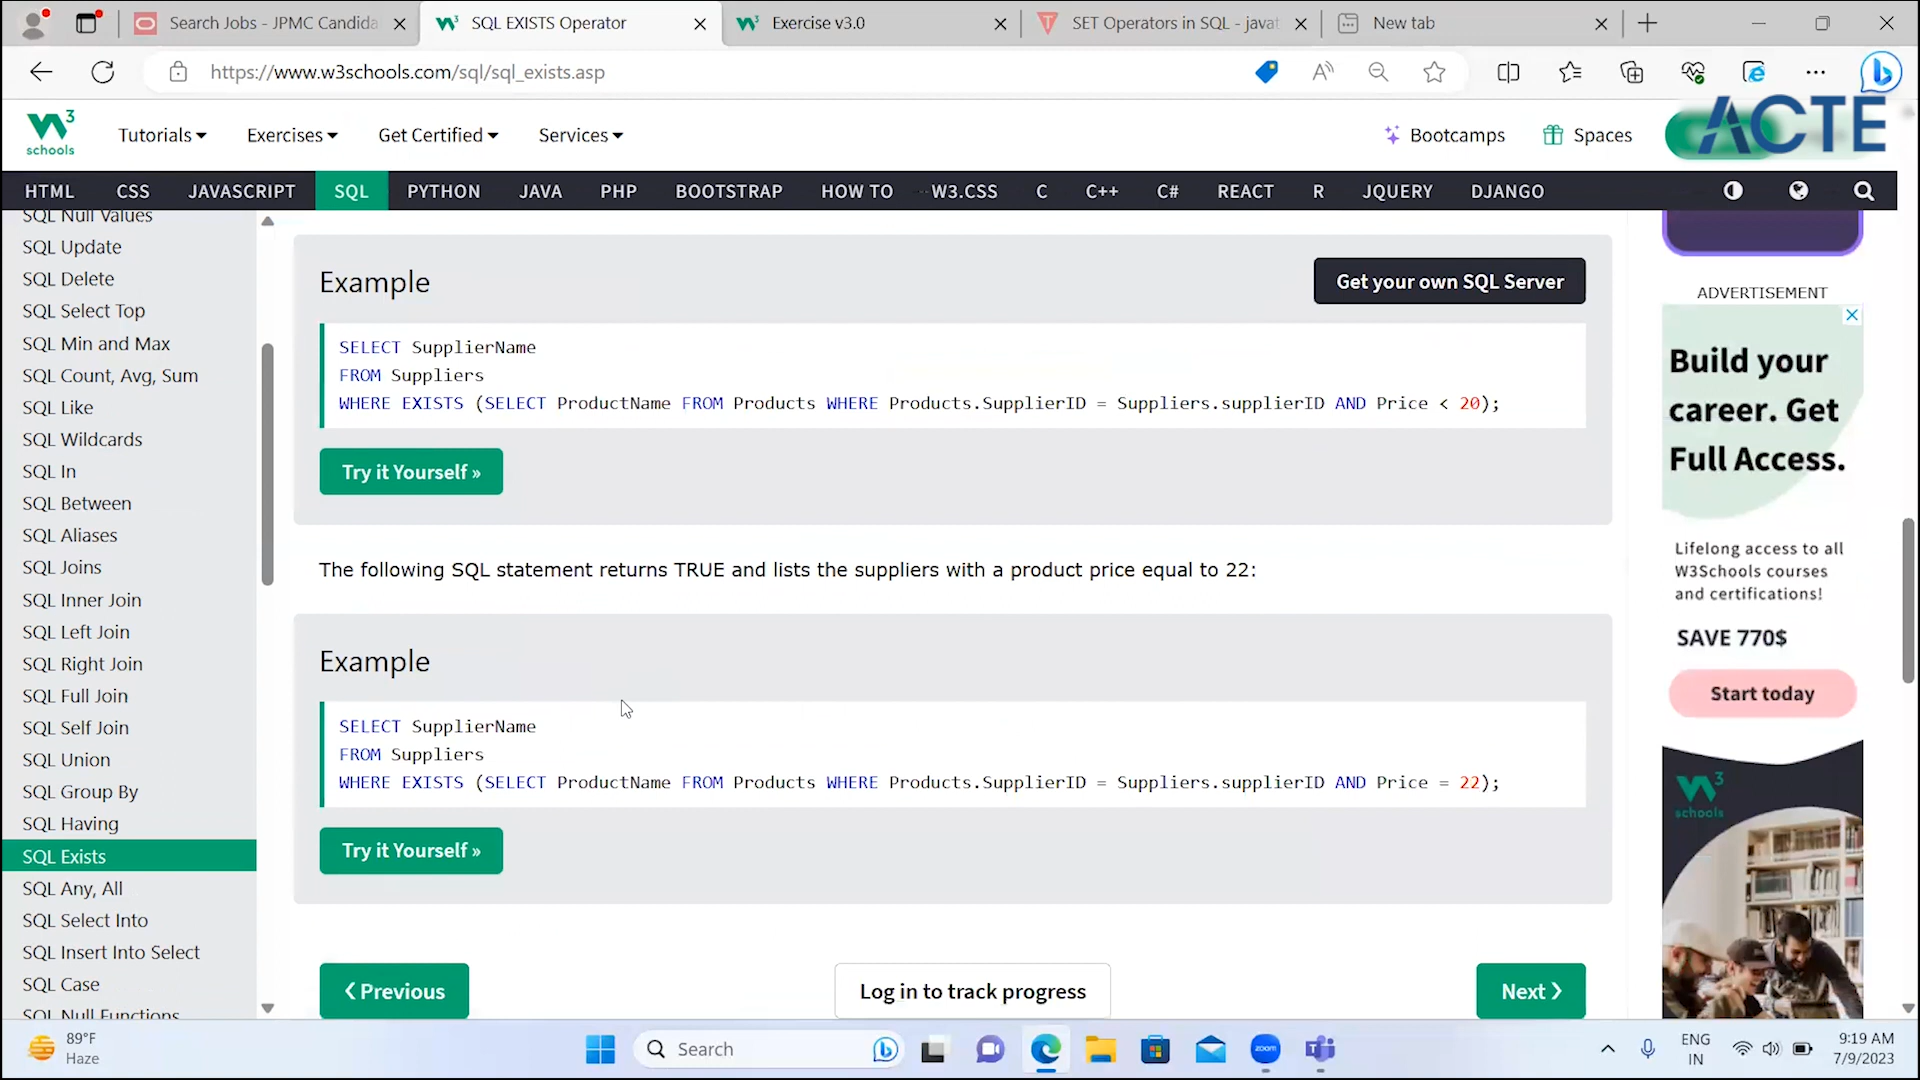 Search Jobs - JPMC Candida
SQL EXISTS Operator
Exercise v3.0
SET Operators in SQL - javat
New tab
https://www.w3schools.com/sql/sql_exists.asp
schools
Tutorials
Exercises
Get Certified
Services
Bootcamps
Spaces
ACTE
HTML
CSS
JAVASCRIPT
SQL
PYTHON
JAVA
PHP
BOOTSTRAP
HOW TO
W3.CSS
C
C++
C#
REACT
R
JQUERY
DJANGO
SQL Null Values
SQL Update
SQL Delete
SQL Select Top
SQL Min and Max
SQL Count, Avg, Sum
SQL Like
SQL Wildcards
SQL In
SQL Between
SQL Aliases
SQL Joins
SQL Inner Join
SQL Left Join
SQL Right Join
SQL Full Join
SQL Self Join
SQL Union
SQL Group By
SQL Having
SQL Exists
SQL Any, All
SQL Select Into
SQL Insert Into Select
SQL Case
SQL Null Functions
Example
Get your own SQL Server
SELECT SupplierName
FROM Suppliers
WHERE EXISTS (SELECT ProductName FROM Products WHERE Products.SupplierID = Suppliers.supplierID AND Price < 20);
Try it Yourself »
The following SQL statement returns TRUE and lists the suppliers with a product price equal to 22:
Example
SELECT SupplierName
FROM Suppliers
WHERE EXISTS (SELECT ProductName FROM Products WHERE Products.SupplierID = Suppliers.supplierID AND Price = 22);
Try it Yourself »
❮ Previous
Log in to track progress
Next ❯
ADVERTISEMENT
Build your
career. Get
Full Access.
Lifelong access to all
W3Schools courses
and certifications!
SAVE 770$
Start today
schools
89°F
Haze
Search
zoom
ENG
IN
9:19 AM
7/9/2023